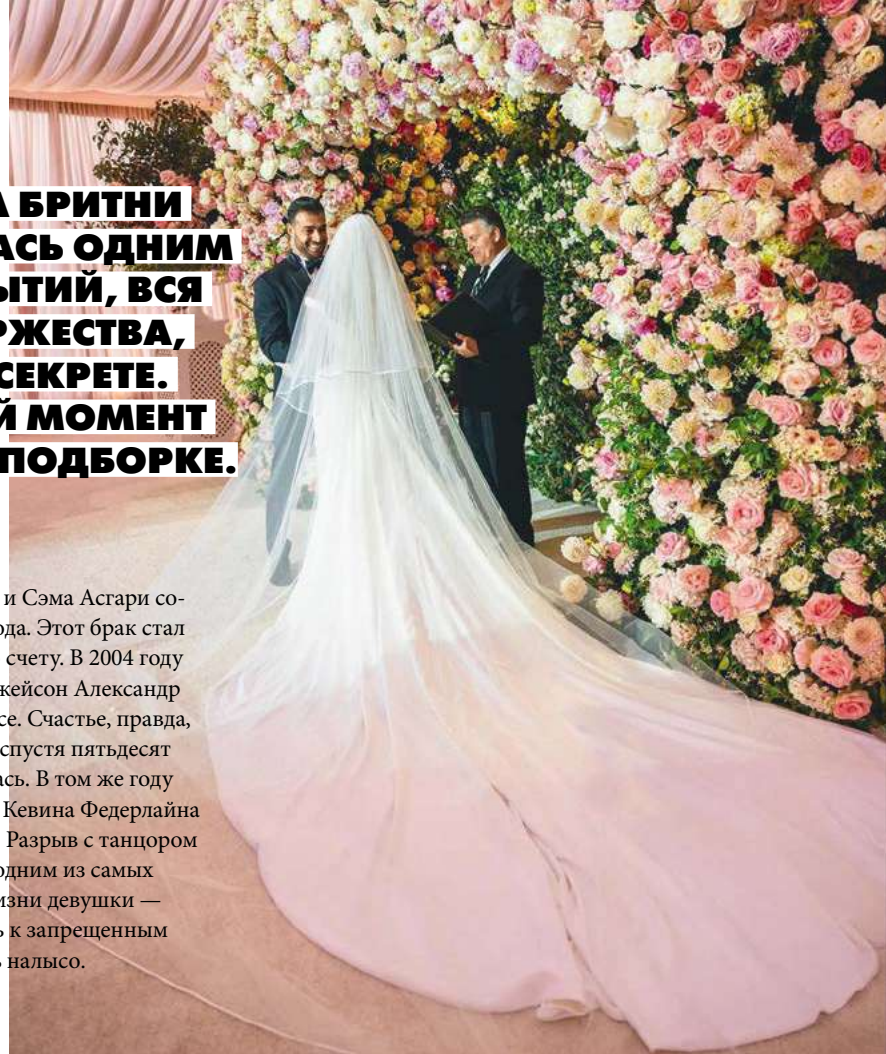 А БРИТНИ
АСЬ ОДНИМ
ЫТИЙ, ВСЯ
РЖЕСТВА,
СЕКРЕТЕ.
Й МОМЕНТ
ПОДБОРКЕ.
и Сэма Асгари со-
ода. Этот брак стал
счету. В 2004 году
жейсон Александр
се. Счастье, правда,
спустя пятьдесят
ась. В том же году
Кевина Федерлайна
Разрыв с танцором
одним из самых
изни девушки —
ь к запрещенным
ь налысо.